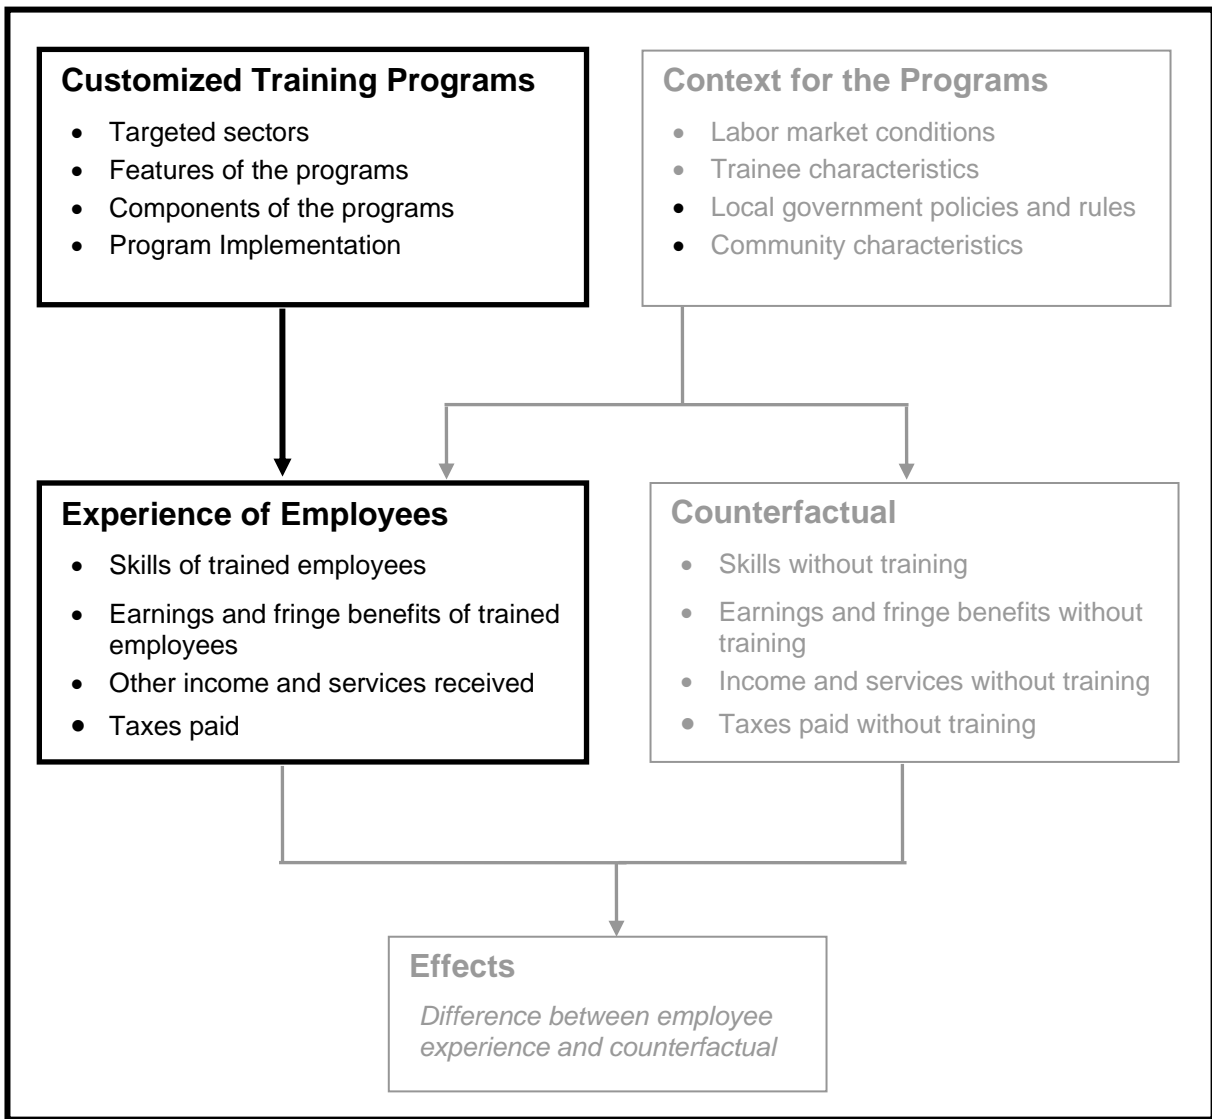 Customized Training Programs
• Targeted sectors
• Features of the programs
• Components of the programs
• Program Implementation
Context for the Programs
• Labor market conditions
• Trainee characteristics
• Local government policies and rules
• Community characteristics
Experience of Employees
• Skills of trained employees
• Earnings and fringe benefits of trained
employees
• Other income and services received
• Taxes paid
Counterfactual
• Skills without training
• Earnings and fringe benefits without
training
• Income and services without training
• Taxes paid without training
Effects
Difference between employee
experience and counterfactual